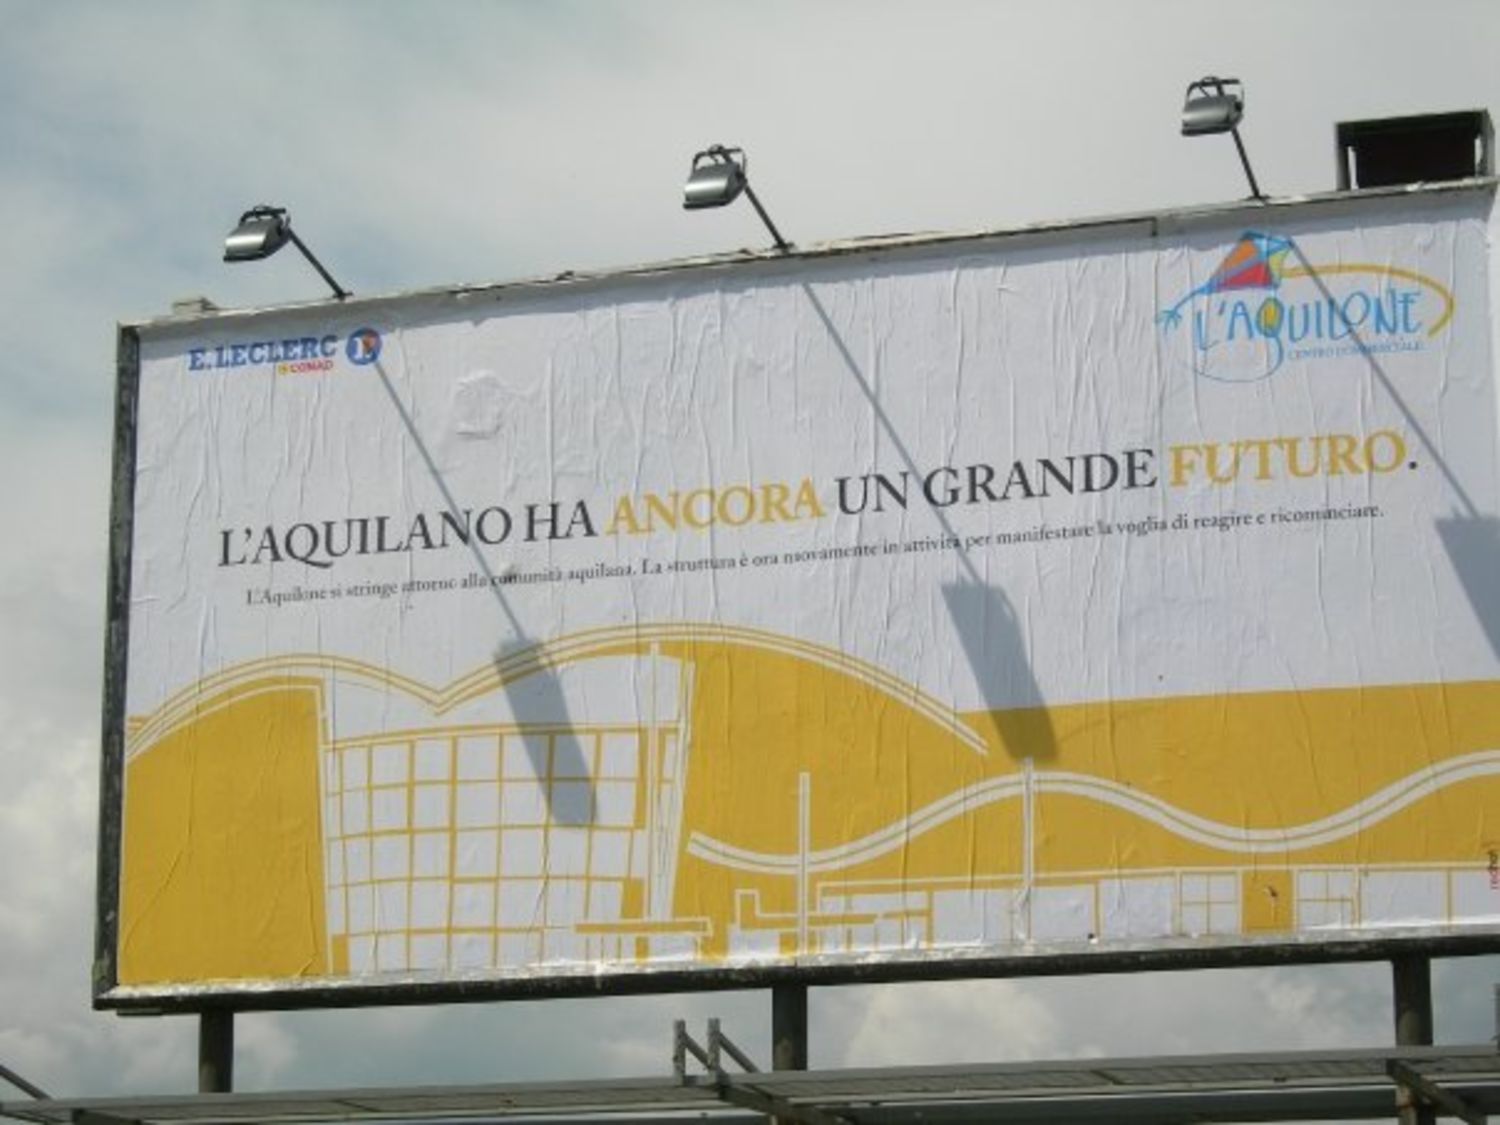 E.LECLERC
CONAD
L'AQUILONE
CENTRO COMMERCIALE
L'AQUILANO HA ANCORA UN GRANDE FUTURO.
L'Aquilone si stringe attorno alla comunità aquilana. La struttura è ora nuovamente in attività per manifestare la voglia di reagire e ricominciare.